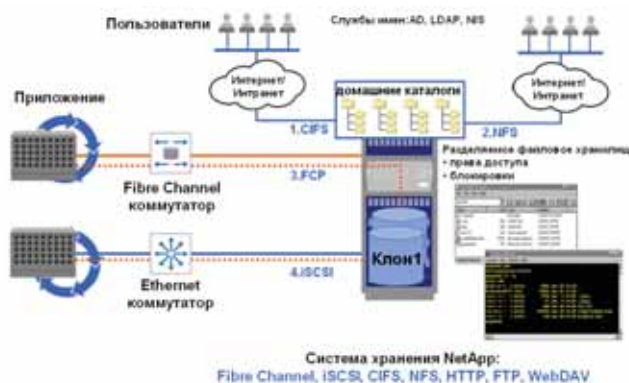 Пользователи
Службы имен:AD, LDAP, NIS
Интернет/
Интранет
домашние каталоги
Интернет/
Интранет
Приложение
1.CIFS
2.NFS
Разделяемое файловое хранилищ
• права доступа
• блокировки
Fibre Channel
коммутатор
3.FCP
Клон1
4.iSCSI
Ethernet
коммутатор
Система хранения NetApp:
Fibre Channel, iSCSI, CIFS, NFS, HTTP, FTP, WebDAV